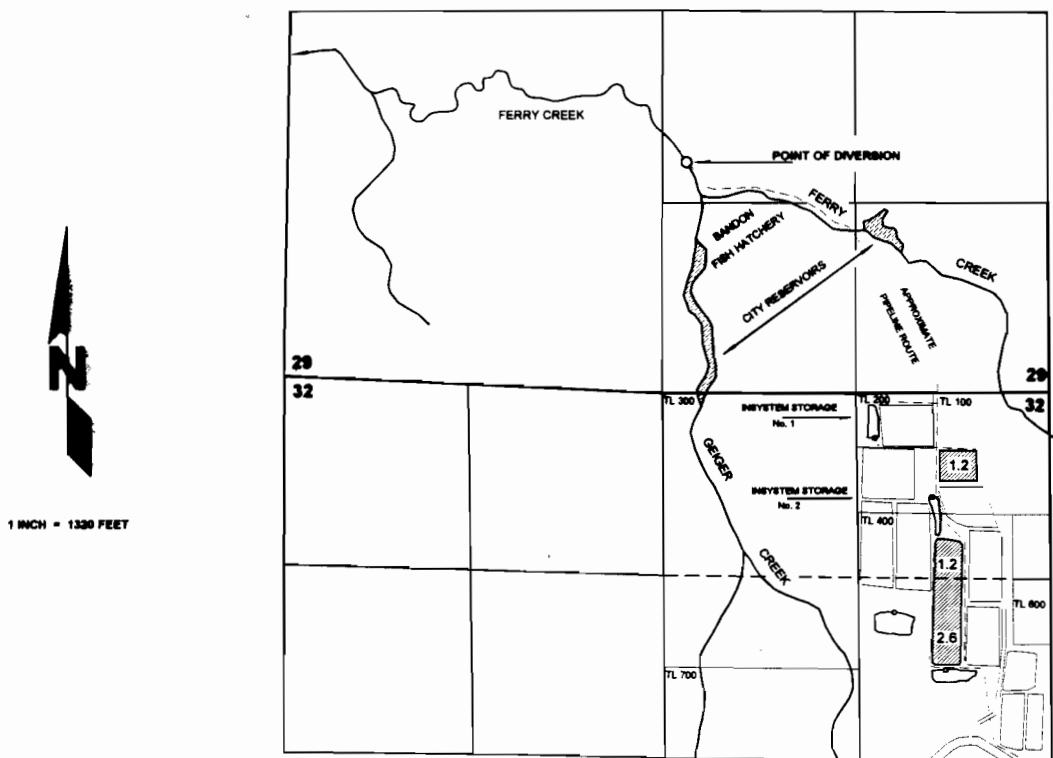 FERRY CREEK
POINT OF DIVERSION
FERRY
CREEK
BANDON
FISH HATCHERY
CITY RESERVOIRS
APPROXIMATE
PIPELINE ROUTE
29
29
32
32
N
1 INCH = 1320 FEET
TL 300
INSYSTEM STORAGE
No. 1
TL 200
TL 100
GEIGER
CREEK
1.2
INSYSTEM STORAGE
No. 2
TL 400
1.2
TL 600
2.6
TL 700